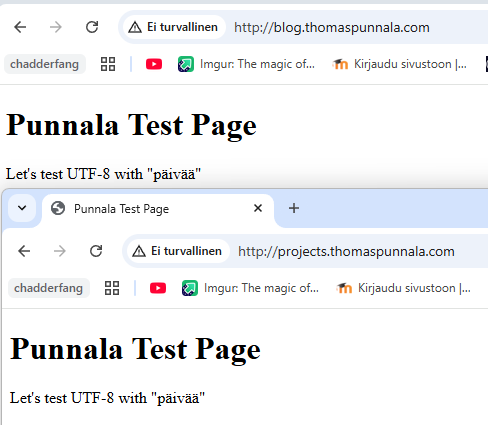 Ei turvallinen http://blog.thomaspunnala.com
chadderfang Imgur: The magic of... Kirjaudu sivustoon |...
Punnala Test Page
Let's test UTF-8 with "päivää"
Punnala Test Page
Ei turvallinen http://projects.thomaspunnala.com
chadderfang Imgur: The magic of... Kirjaudu sivustoon |...
Punnala Test Page
Let's test UTF-8 with "päivää"